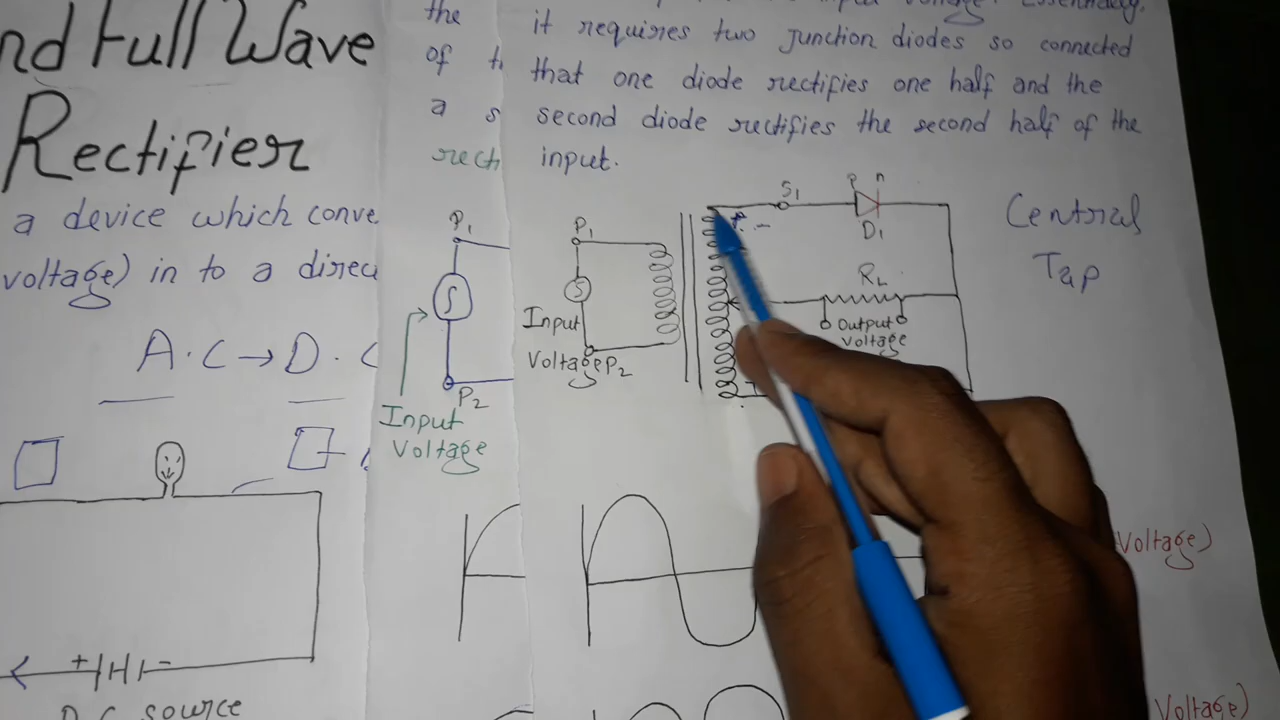 nd Full Wave
Rectifier
a device which conve
voltage) in to a direc
A.C → D.C
+ -
D.C source
the
of th
a s
rect
P1
P2
Input
Voltage
it requires two junction diodes so connected
that one diode rectifies one half and the
second diode rectifies the second half of the
input.
P1
Input
Voltage P2
S1
P n
D1
+ -
RL
Output
Voltage
Central
Tap
Voltage)
Voltage)